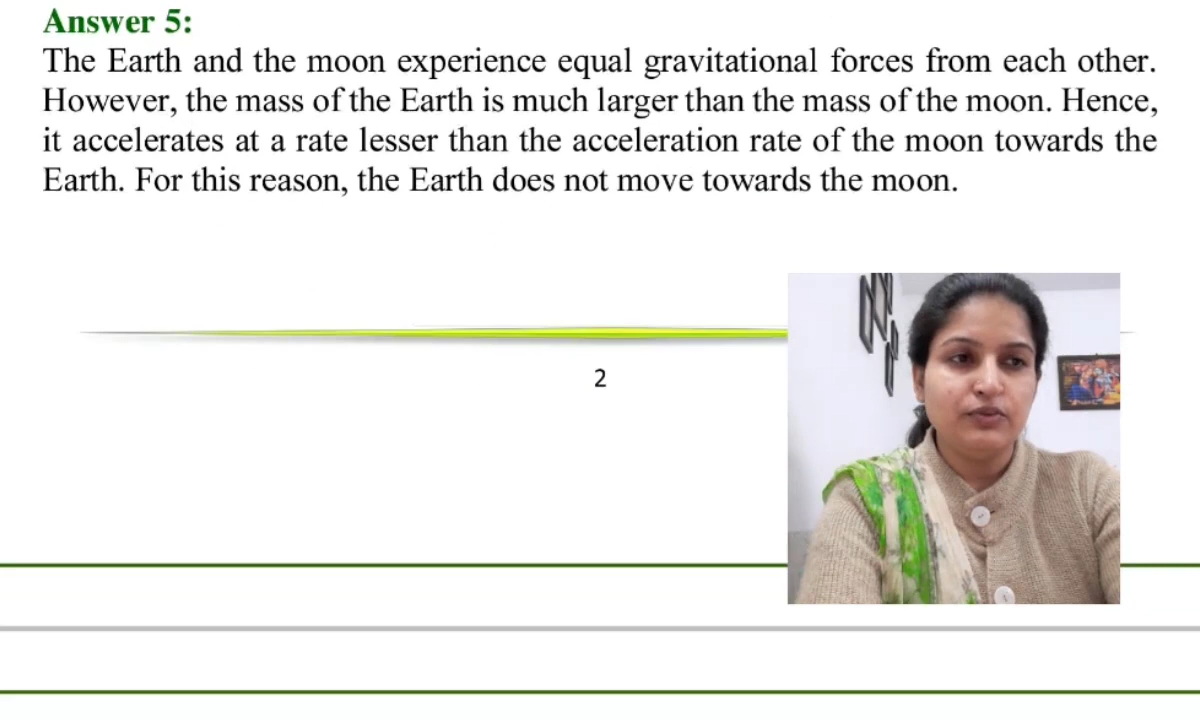 Answer 5:
The Earth and the moon experience equal gravitational forces from each other.
However, the mass of the Earth is much larger than the mass of the moon. Hence,
it accelerates at a rate lesser than the acceleration rate of the moon towards the
Earth. For this reason, the Earth does not move towards the moon.
2